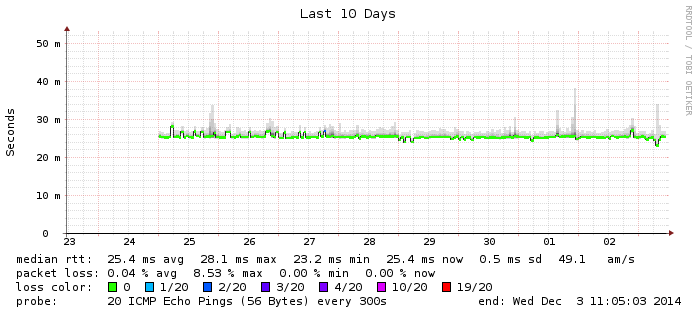 Last 10 Days
RRDTOOL / TOBI OETIKER
Seconds
50 m
40 m
30 m
20 m
10 m
0
23 24 25 26 27 28 29 30 01 02
median rtt: 25.4 ms avg 28.1 ms max 23.2 ms min 25.4 ms now 0.5 ms sd 49.1 am/s
packet loss: 0.04 % avg 8.53 % max 0.00 % min 0.00 % now
loss color: 0 1/20 2/20 3/20 4/20 10/20 19/20
probe: 20 ICMP Echo Pings (56 Bytes) every 300s end: Wed Dec 3 11:05:03 2014